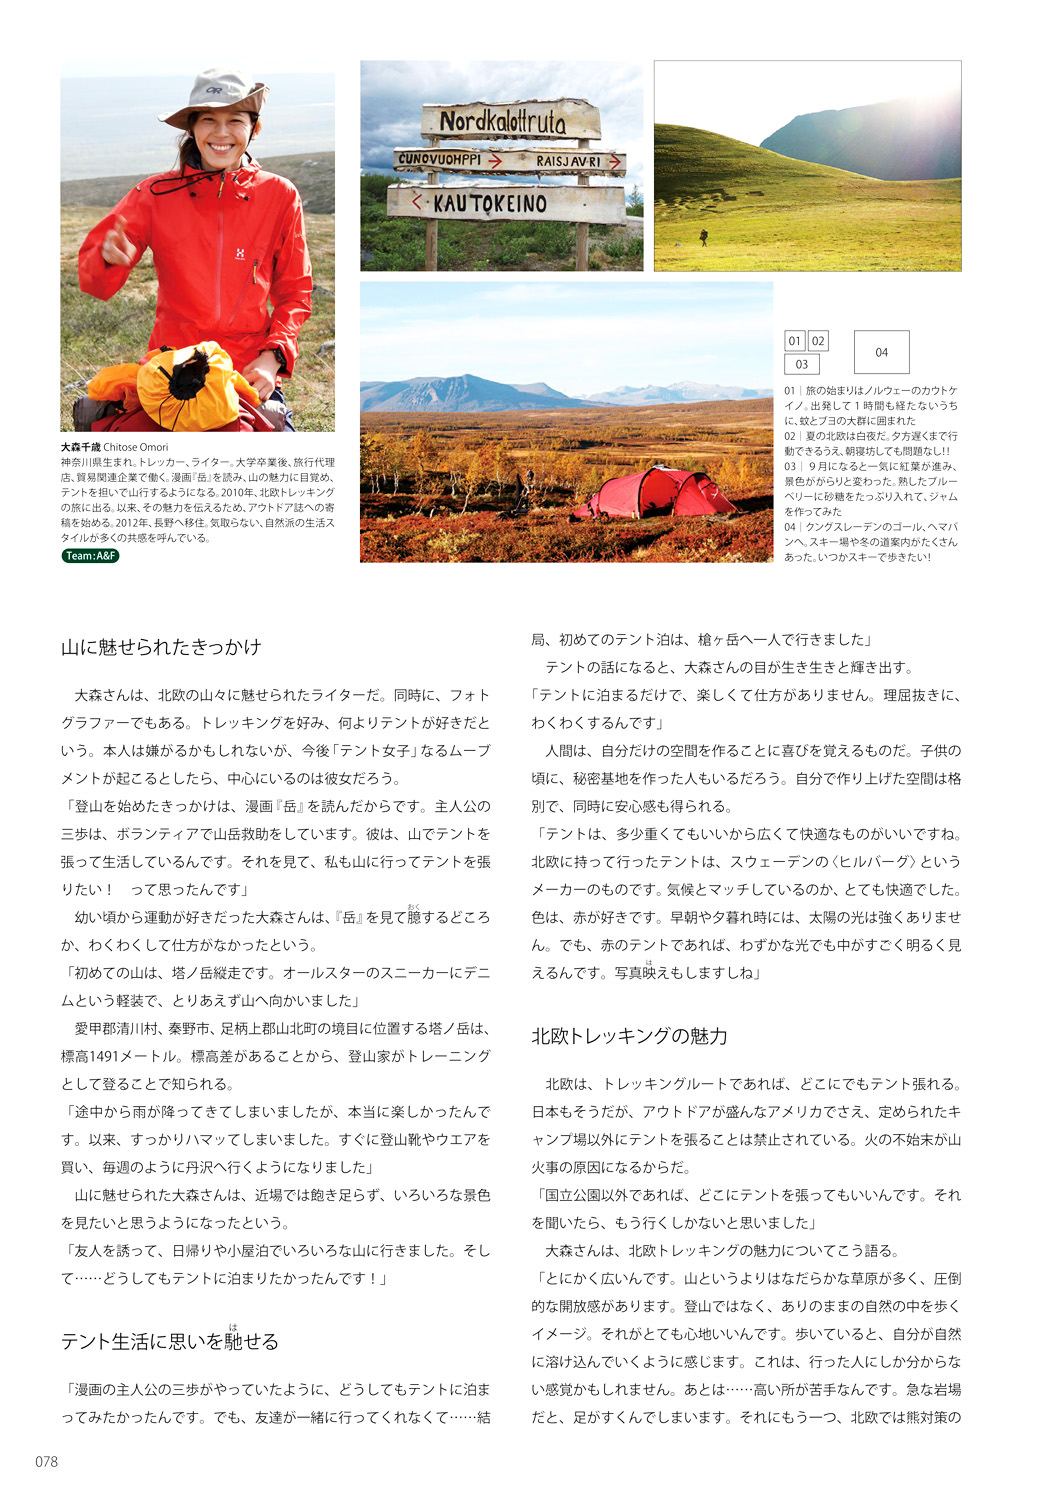 OR
Nordkalottruta
CUNOVUOHPPI → RAISJAVRI →
< · KAUTOKEINO
01 02
03
04
大森千歳 Chitose Omori
神奈川県生まれ。トレッカー、ライター。大学卒業後、旅行代理
店、貿易関連企業で働く。漫画『岳』を読み、山の魅力に目覚め、
テントを担いで山行するようになる。2010年、北欧トレッキング
の旅に出る。以来、その魅力を伝えるため、アウトドア誌への寄
稿を始める。2012年、長野へ移住。気取らない、自然派の生活ス
タイルが多くの共感を呼んでいる。
Team:A&F
01｜旅の始まりはノルウェーのカウトケ
イノ。出発して1時間も経たないうち
に、蚊とブヨの大群に囲まれた
02｜夏の北欧は白夜だ。夕方遅くまで行
動できるうえ、朝寝坊しても問題なし!!
03｜9月になると一気に紅葉が進み、
景色ががらりと変わった。熟したブルー
ベリーに砂糖をたっぷり入れて、ジャム
を作ってみた
04｜クングスレーデンのゴール、ヘマバ
ンへ。スキー場や冬の道案内がたくさん
あった。いつかスキーで歩きたい!
山に魅せられたきっかけ
大森さんは、北欧の山々に魅せられたライターだ。同時に、フォト
グラファーでもある。トレッキングを好み、何よりテントが好きだと
いう。本人は嫌がるかもしれないが、今後「テント女子」なるムーブ
メントが起こるとしたら、中心にいるのは彼女だろう。
「登山を始めたきっかけは、漫画『岳』を読んだからです。主人公の
三歩は、ボランティアで山岳救助をしています。彼は、山でテントを
張って生活しているんです。それを見て、私も山に行ってテントを張
りたい！　って思ったんです」
幼い頃から運動が好きだった大森さんは、『岳』を見て臆するどころ
おく
か、わくわくして仕方がなかったという。
「初めての山は、塔ノ岳縦走です。オールスターのスニーカーにデニ
ムという軽装で、とりあえず山へ向かいました」
愛甲郡清川村、秦野市、足柄上郡山北町の境目に位置する塔ノ岳は、
標高1491メートル。標高差があることから、登山家がトレーニング
として登ることで知られる。
「途中から雨が降ってきてしまいましたが、本当に楽しかったんで
す。以来、すっかりハマッてしまいました。すぐに登山靴やウエアを
買い、毎週のように丹沢へ行くようになりました」
山に魅せられた大森さんは、近場では飽き足らず、いろいろな景色
を見たいと思うようになったという。
「友人を誘って、日帰りや小屋泊でいろいろな山に行きました。そし
て……どうしてもテントに泊まりたかったんです！」
テント生活に思いを馳せる
は
「漫画の主人公の三歩がやっていたように、どうしてもテントに泊ま
ってみたかったんです。でも、友達が一緒に行ってくれなくて……結
局、初めてのテント泊は、槍ヶ岳へ一人で行きました」
テントの話になると、大森さんの目が生き生きと輝き出す。
「テントに泊まるだけで、楽しくて仕方がありません。理屈抜きに、
わくわくするんです」
人間は、自分だけの空間を作ることに喜びを覚えるものだ。子供の
頃に、秘密基地を作った人もいるだろう。自分で作り上げた空間は格
別で、同時に安心感も得られる。
「テントは、多少重くてもいいから広くて快適なものがいいですね。
北欧に持って行ったテントは、スウェーデンの〈ヒルバーグ〉という
メーカーのものです。気候とマッチしているのか、とても快適でした。
色は、赤が好きです。早朝や夕暮れ時には、太陽の光は強くありませ
ん。でも、赤のテントであれば、わずかな光でも中がすごく明るく見
えるんです。写真映えもしますしね」
は
北欧トレッキングの魅力
北欧は、トレッキングルートであれば、どこにでもテント張れる。
日本もそうだが、アウトドアが盛んなアメリカでさえ、定められたキ
ャンプ場以外にテントを張ることは禁止されている。火の不始末が山
火事の原因になるからだ。
「国立公園以外であれば、どこにテントを張ってもいいんです。それ
を聞いたら、もう行くしかないと思いました」
大森さんは、北欧トレッキングの魅力についてこう語る。
「とにかく広いんです。山というよりはなだらかな草原が多く、圧倒
的な開放感があります。登山ではなく、ありのままの自然の中を歩く
イメージ。それがとても心地いいんです。歩いていると、自分が自然
に溶け込んでいくように感じます。これは、行った人にしか分からな
い感覚かもしれません。あとは……高い所が苦手なんです。急な岩場
だと、足がすくんでしまいます。それにもう一つ、北欧では熊対策の
078